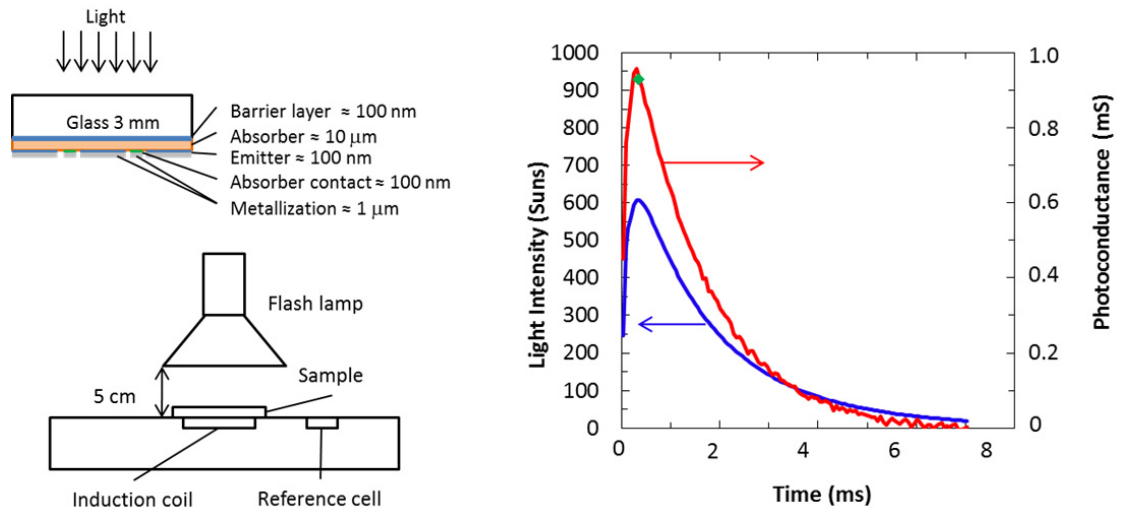 Light
Glass 3 mm
Barrier layer ≈ 100 nm
Absorber ≈ 10 μm
Emitter ≈ 100 nm
Absorber contact ≈ 100 nm
Metallization ≈ 1 μm
Flash lamp
Sample
5 cm
Induction coil
Reference cell
Light Intensity (Suns)
1000
900
800
700
600
500
400
300
200
100
0
1.0
0.8
0.6
0.4
0.2
0
Photoconductance (mS)
0 2 4 6 8
Time (ms)